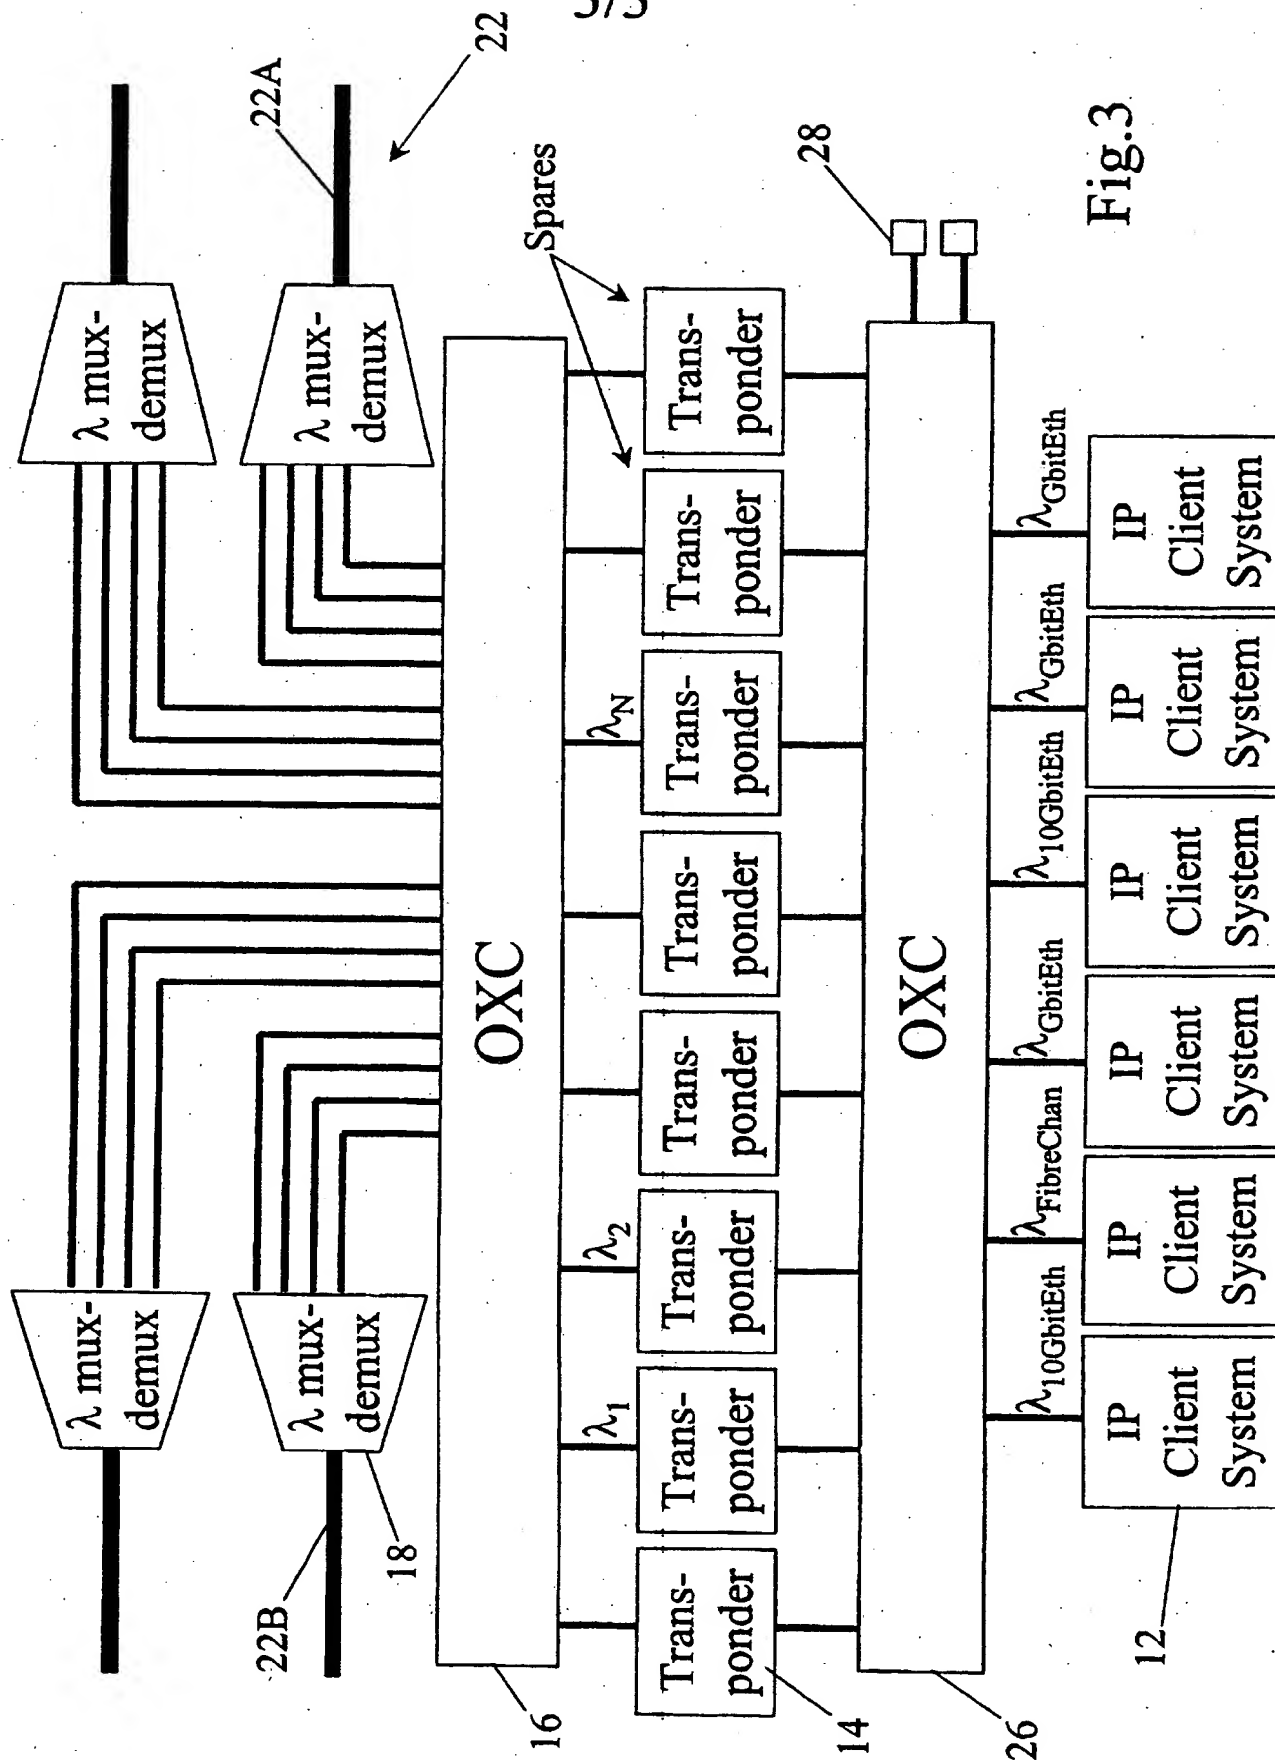 λ mux-
demux
λ mux-
demux
22B
λ mux-
demux
18
λ mux-
demux
22A
22
OXC
16
Spares
λ1
λ2
λN
Trans-
ponder
Trans-
ponder
Trans-
ponder
Trans-
ponder
Trans-
ponder
Trans-
ponder
Trans-
ponder
Trans-
ponder
14
28
OXC
26
λ10GbitEth
λFibreChan
λGbitEth
λ10GbitEth
λGbitEth
λGbitEth
IP
Client
System
IP
Client
System
IP
Client
System
IP
Client
System
IP
Client
System
IP
Client
System
12
Fig.3